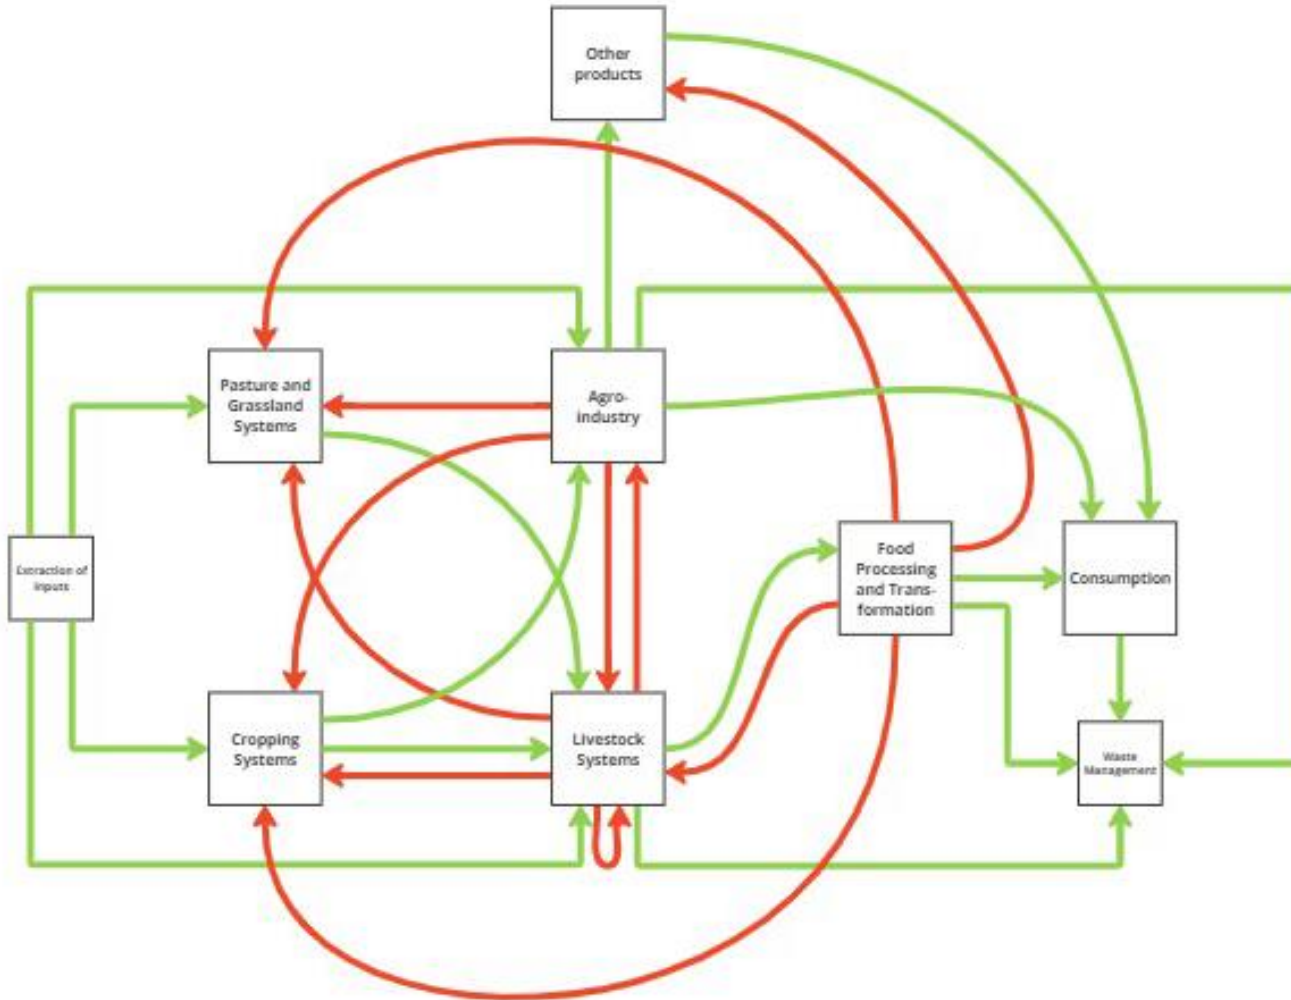 Other
products
Pasture and
Grassland
Systems
Agro-
industry
Extraction of
Inputs
Food
Processing
and Trans-
formation
Consumption
Cropping
Systems
Livestock
Systems
Waste
Management